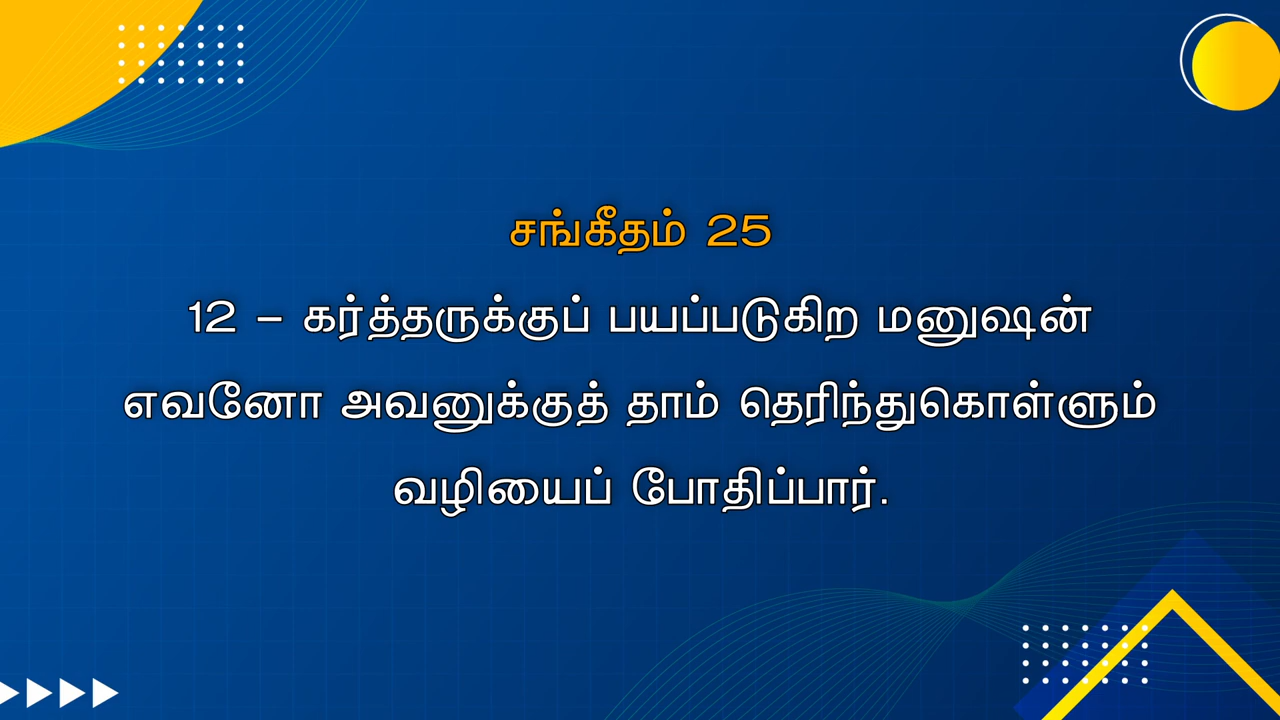 சங்கீதம் 25
12 – கர்த்தருக்குப் பயப்படுகிற மனுஷன்
எவனோ அவனுக்குத் தாம் தெரிந்துகொள்ளும்
வழியைப் போதிப்பார்.